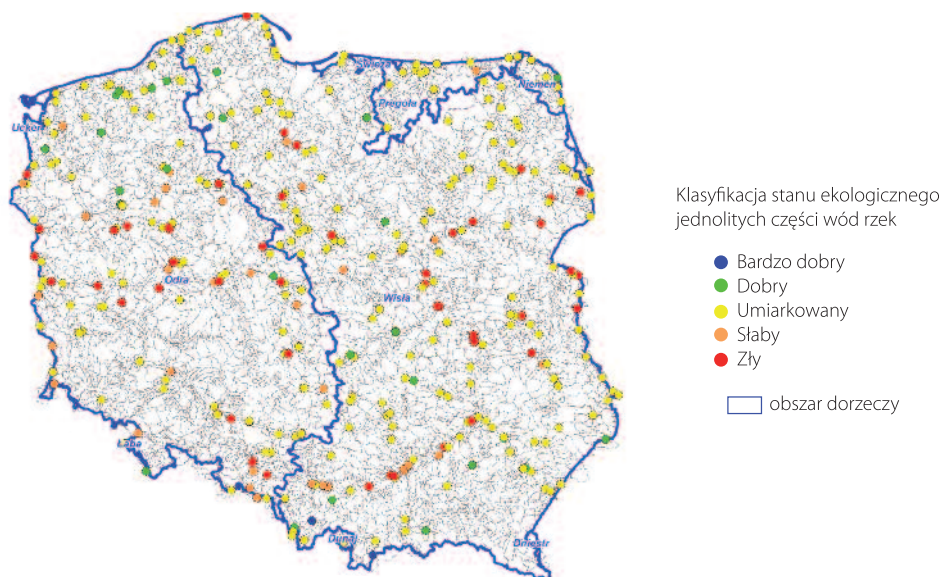 Świeża
Niemen
Pregoła
Ucker
Odra
Wisła
Łaba
Dunaj
Dniestr
Klasyfikacja stanu ekologicznego
jednolitych części wód rzek
Bardzo dobry
Dobry
Umiarkowany
Słaby
Zły
obszar dorzeczy